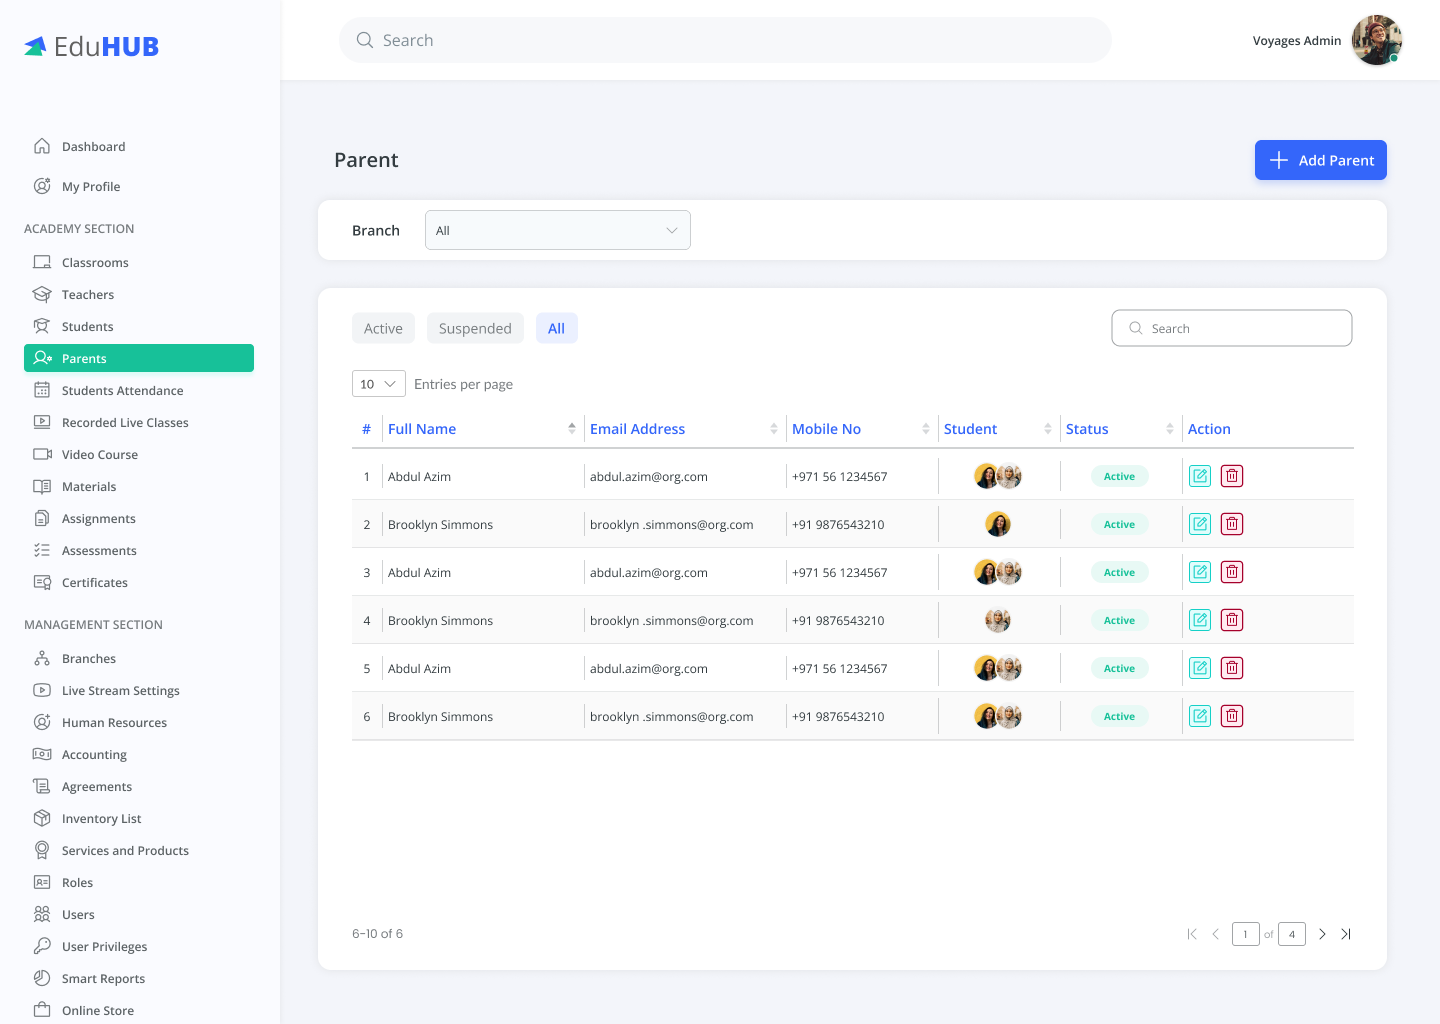 EduHUB
Search
Voyages Admin
Dashboard
My Profile
ACADEMY SECTION
Classrooms
Teachers
Students
Parents
Students Attendance
Recorded Live Classes
Video Course
Materials
Assignments
Assessments
Certificates
MANAGEMENT SECTION
Branches
Live Stream Settings
Human Resources
Accounting
Agreements
Inventory List
Services and Products
Roles
Users
User Privileges
Smart Reports
Online Store
Parent
Add Parent
Branch All
Active Suspended All Search
10 Entries per page
# Full Name Email Address Mobile No Student Status Action
1 Abdul Azim abdul.azim@org.com +971 56 1234567 Active
2 Brooklyn Simmons brooklyn .simmons@org.com +91 9876543210 Active
3 Abdul Azim abdul.azim@org.com +971 56 1234567 Active
4 Brooklyn Simmons brooklyn .simmons@org.com +91 9876543210 Active
5 Abdul Azim abdul.azim@org.com +971 56 1234567 Active
6 Brooklyn Simmons brooklyn .simmons@org.com +91 9876543210 Active
6-10 of 6 1 of 4